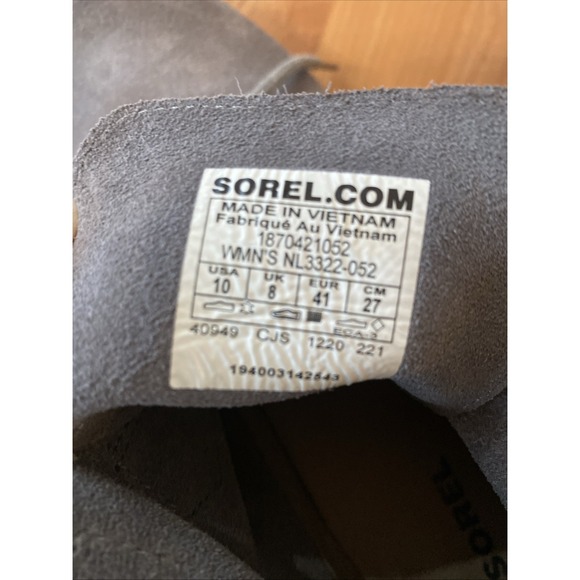 SOREL.COM
MADE IN VIETNAM
Fabriqué Au Vietnam
1870421052
WMN'S NL3322-052
USA UK EUR CM
10 8 41 27
40949 CJS 1220 221
194003142543
SOREL